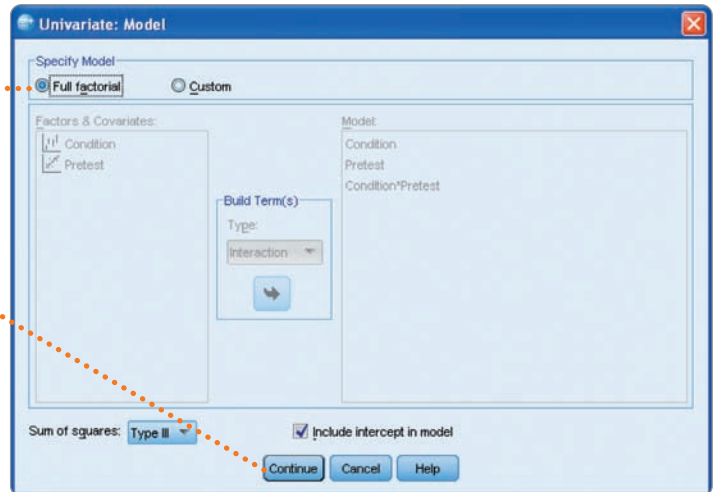 Univariate: Model
Specify Model
Full factorial
Custom
Factors & Covariates:
Condition
Pretest
Build Term(s)
Type:
Interaction
Model:
Condition
Pretest
Condition*Pretest
Sum of squares:
Type III
Include intercept in model
Continue
Cancel
Help